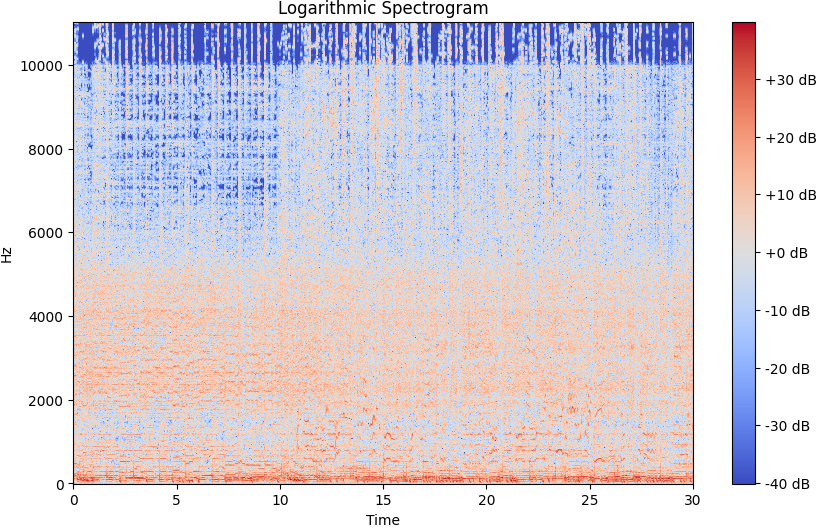 Logarithmic Spectrogram
Hz
10000
8000
6000
4000
2000
0
0 5 10 15 20 25 30
Time
+30 dB
+20 dB
+10 dB
+0 dB
-10 dB
-20 dB
-30 dB
-40 dB